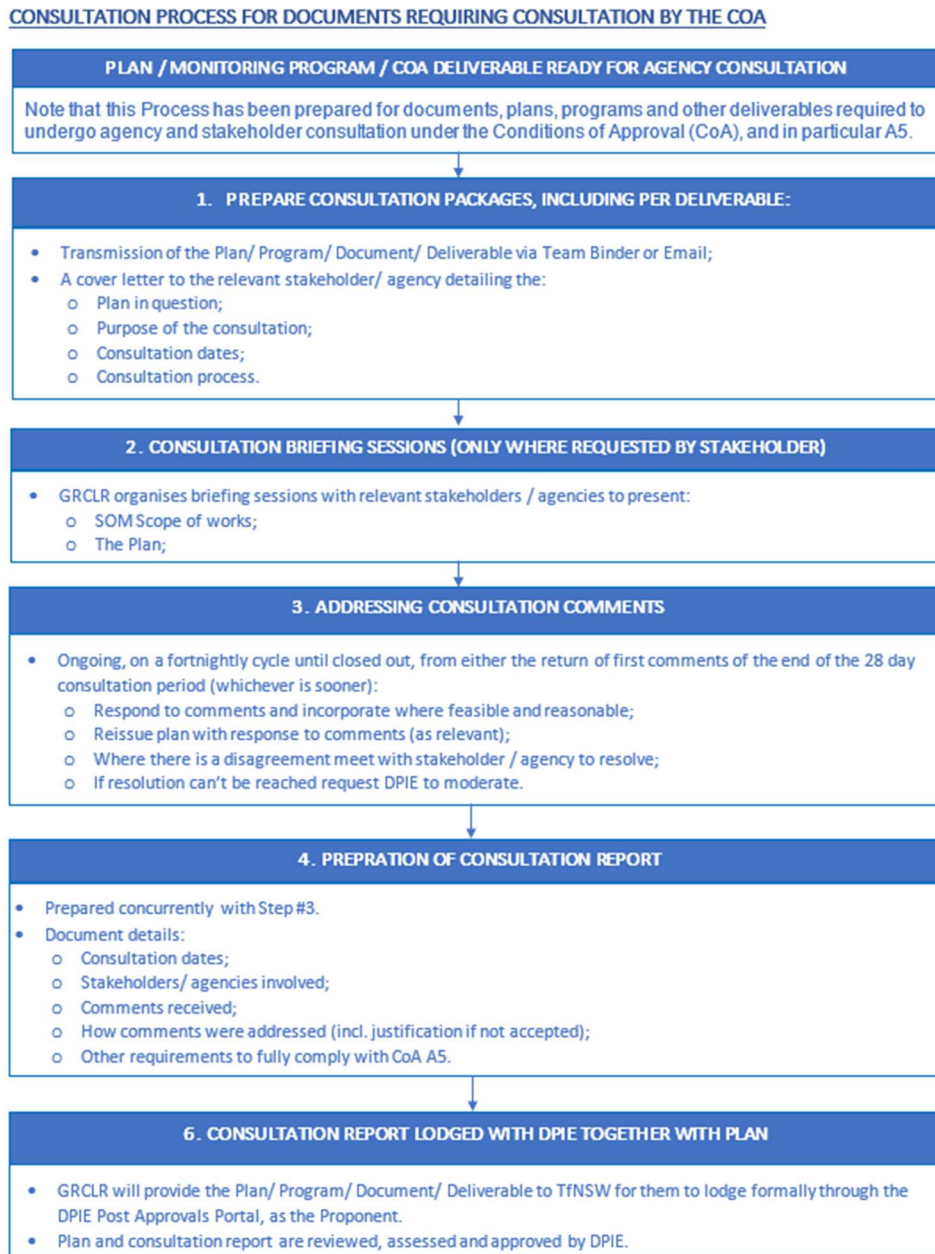 CONSULTATION PROCESS FOR DOCUMENTS REQUIRING CONSULTATION BY THE COA
PLAN / MONITORING PROGRAM / COA DELIVERABLE READY FOR AGENCY CONSULTATION
Note that this Process has been prepared for documents, plans, programs and other deliverables required to
undergo agency and stakeholder consultation under the Conditions of Approval (CoA), and in particular A5.
1. PREPARE CONSULTATION PACKAGES, INCLUDING PER DELIVERABLE:
• Transmission of the Plan/ Program/ Document/ Deliverable via Team Binder or Email;
• A cover letter to the relevant stakeholder/ agency detailing the:
o Plan in question;
o Purpose of the consultation;
o Consultation dates;
o Consultation process.
2. CONSULTATION BRIEFING SESSIONS (ONLY WHERE REQUESTED BY STAKEHOLDER)
• GRCLR organises briefing sessions with relevant stakeholders / agencies to present:
o SOM Scope of works;
o The Plan;
3. ADDRESSING CONSULTATION COMMENTS
• Ongoing, on a fortnightly cycle until closed out, from either the return of first comments of the end of the 28 day
consultation period (whichever is sooner):
o Respond to comments and incorporate where feasible and reasonable;
o Reissue plan with response to comments (as relevant);
o Where there is a disagreement meet with stakeholder / agency to resolve;
o If resolution can't be reached request DPIE to moderate.
4. PREPRATION OF CONSULTATION REPORT
• Prepared concurrently with Step #3.
• Document details:
o Consultation dates;
o Stakeholders/ agencies involved;
o Comments received;
o How comments were addressed (incl. justification if not accepted);
o Other requirements to fully comply with CoA A5.
6. CONSULTATION REPORT LODGED WITH DPIE TOGETHER WITH PLAN
• GRCLR will provide the Plan/ Program/ Document/ Deliverable to TfNSW for them to lodge formally through the
DPIE Post Approvals Portal, as the Proponent.
• Plan and consultation report are reviewed, assessed and approved by DPIE.